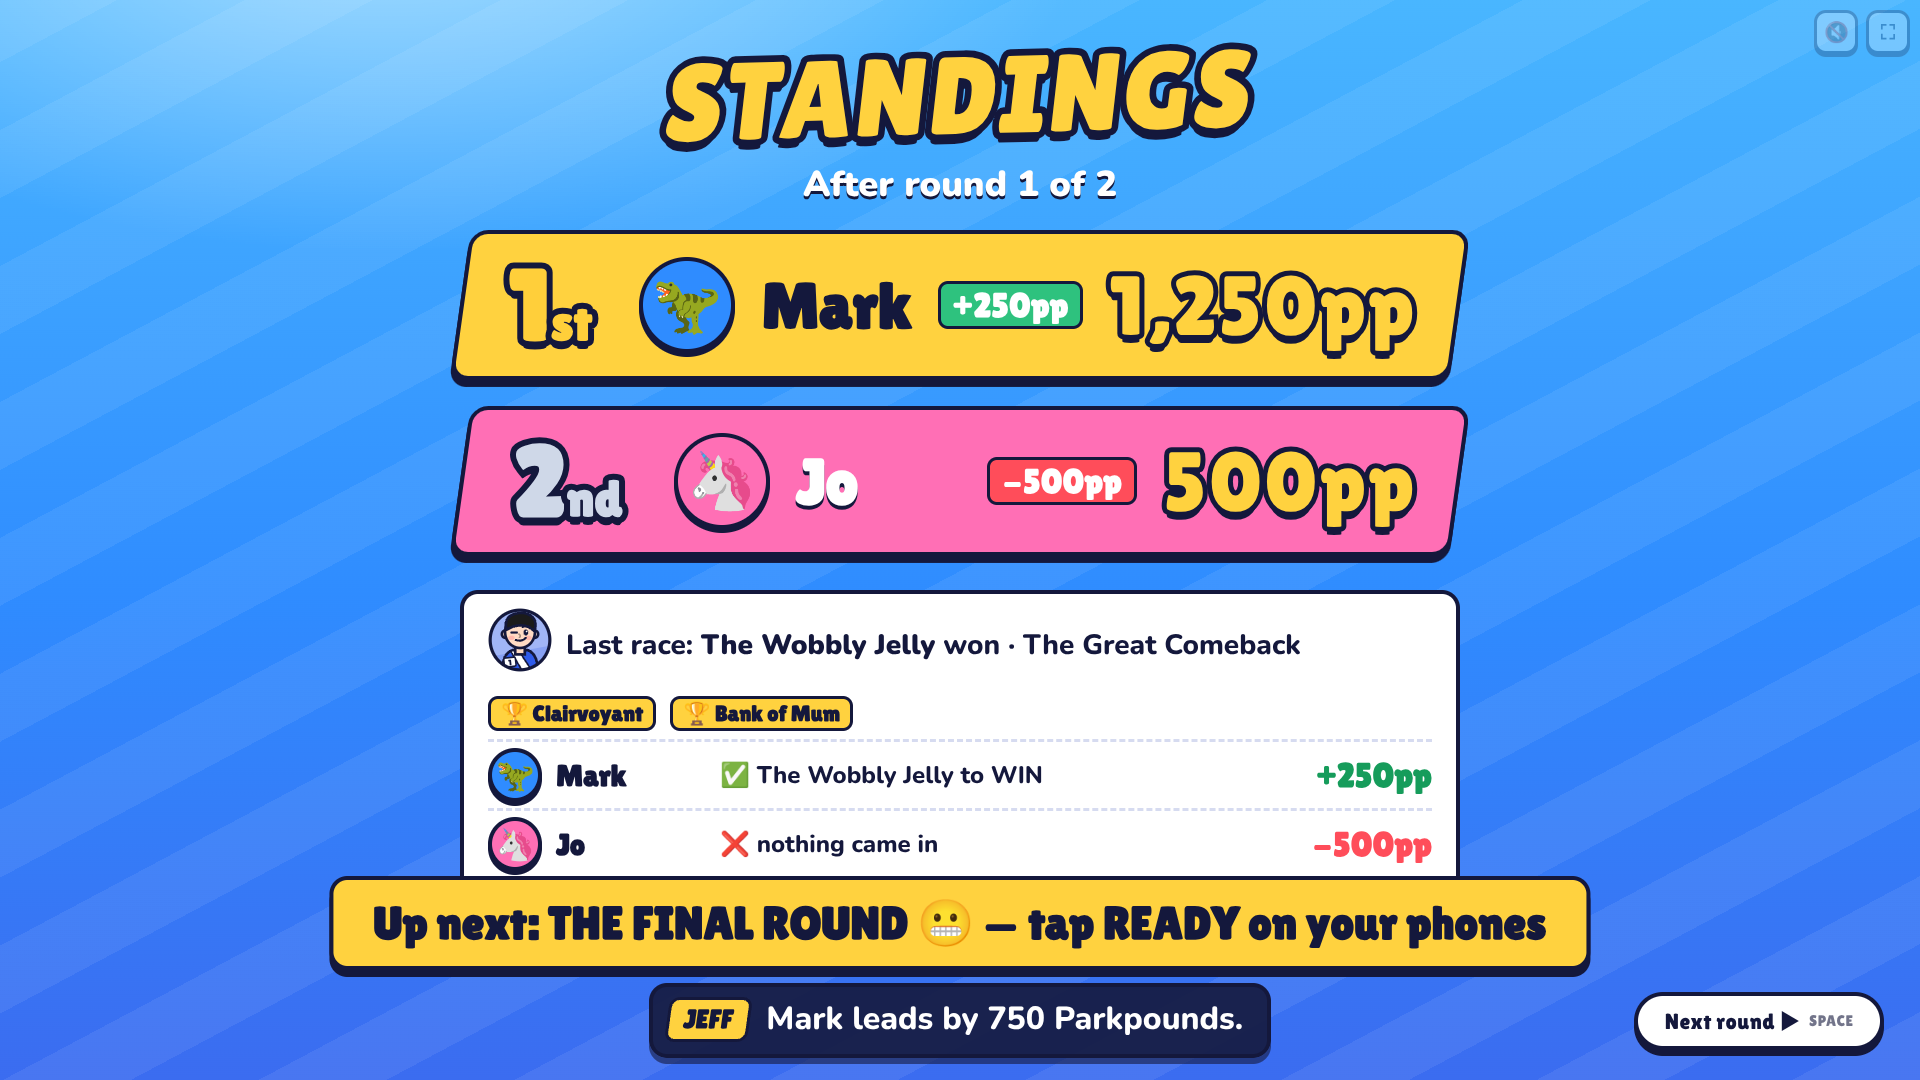 STANDINGS
After round 1 of 2
1st Mark +250pp 1,250pp
2nd Jo −500pp 500pp
Last race: The Wobbly Jelly won · The Great Comeback
🏆 Clairvoyant 🏆 Bank of Mum
Mark ✅ The Wobbly Jelly to WIN +250pp
Jo ❌ nothing came in −500pp
Up next: THE FINAL ROUND 😬 — tap READY on your phones
JEFF Mark leads by 750 Parkpounds.
Next round ▶ SPACE